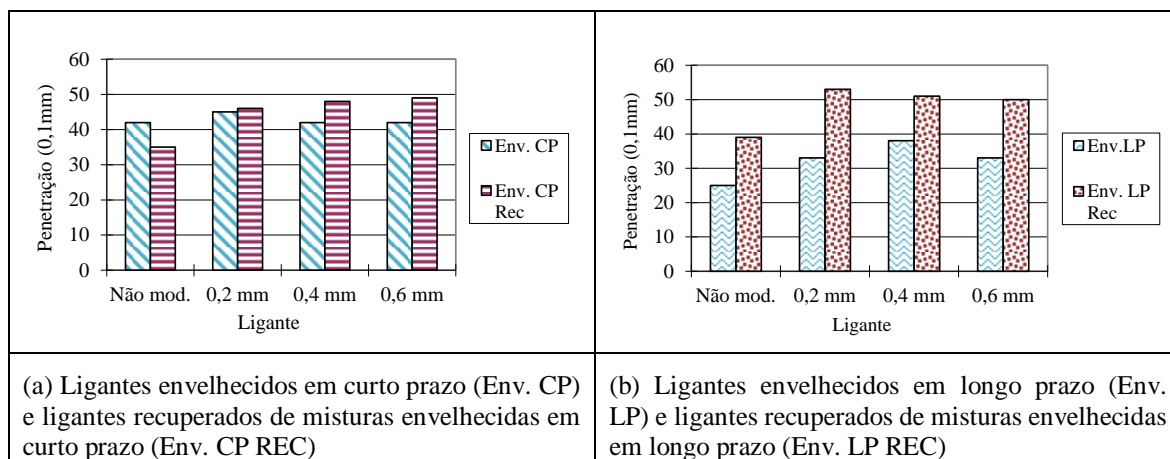 60
50
40
30
20
10
0
Penetração (0,1mm)
Não mod. 0,2 mm 0,4 mm 0,6 mm
Ligante
Env. CP
Env. CP
Rec
60
50
40
30
20
10
0
Penetração (0,1mm)
Não mod. 0,2 mm 0,4 mm 0,6 mm
Ligante
Env.LP
Env. LP
Rec
(a) Ligantes envelhecidos em curto prazo (Env. CP)
e ligantes recuperados de misturas envelhecidas em
curto prazo (Env. CP REC)
(b) Ligantes envelhecidos em longo prazo (Env.
LP) e ligantes recuperados de misturas envelhecidas
em longo prazo (Env. LP REC)